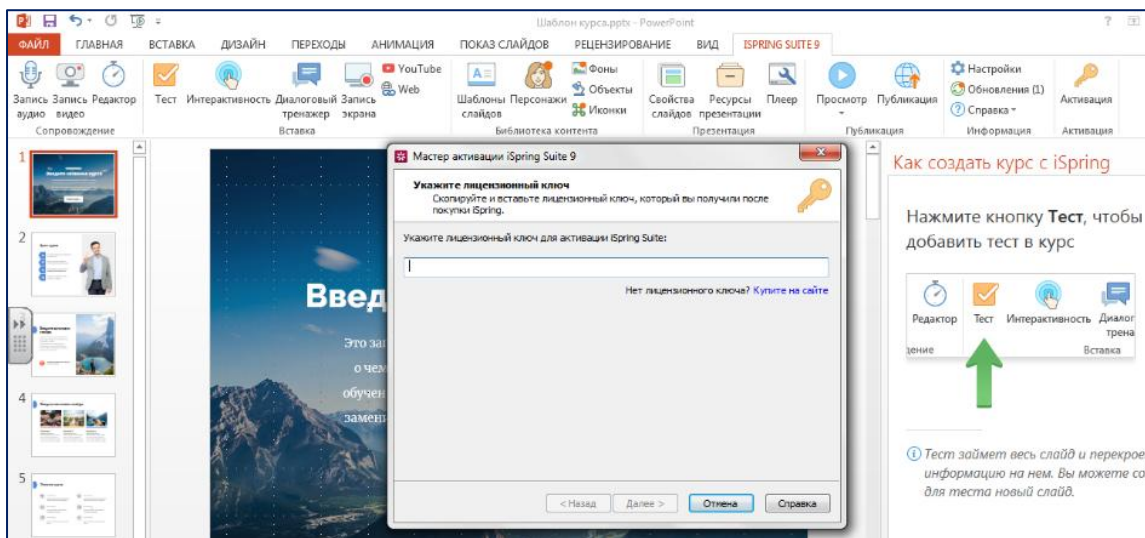 Шаблон курса.pptx - PowerPoint
?
ФАЙЛ ГЛАВНАЯ ВСТАВКА ДИЗАЙН ПЕРЕХОДЫ АНИМАЦИЯ ПОКАЗ СЛАЙДОВ РЕЦЕНЗИРОВАНИЕ ВИД ISPRING SUITE 9
Запись аудио
Запись видео
Редактор
Сопровождение
Тест
Интерактивность
Диалоговый тренажер
Запись экрана
YouTube
Web
Вставка
Шаблоны слайдов
Персонажи
Фоны
Объекты
Иконки
Библиотека контента
Свойства слайдов
Ресурсы презентации
Плеер
Презентация
Просмотр
Публикация
Публикация
Настройки
Обновления (1)
Справка
Информация
Активация
Активация
1
2
4
5
Введ
Это за
о чем
обучен
замени
Мастер активации iSpring Suite 9
Укажите лицензионный ключ
Скопируйте и вставьте лицензионный ключ, который вы получили после
покупки iSpring.
Укажите лицензионный ключ для активации iSpring Suite:
Нет лицензионного ключа? Купите на сайте
< Назад Далее > Отмена Справка
Как создать курс с iSpring
Нажмите кнопку Тест, чтобы
добавить тест в курс
Редактор Тест Интерактивность Диалог
трена
дение Вставка
Тест займет весь слайд и перекрое
информацию на нем. Вы можете со
для теста новый слайд.